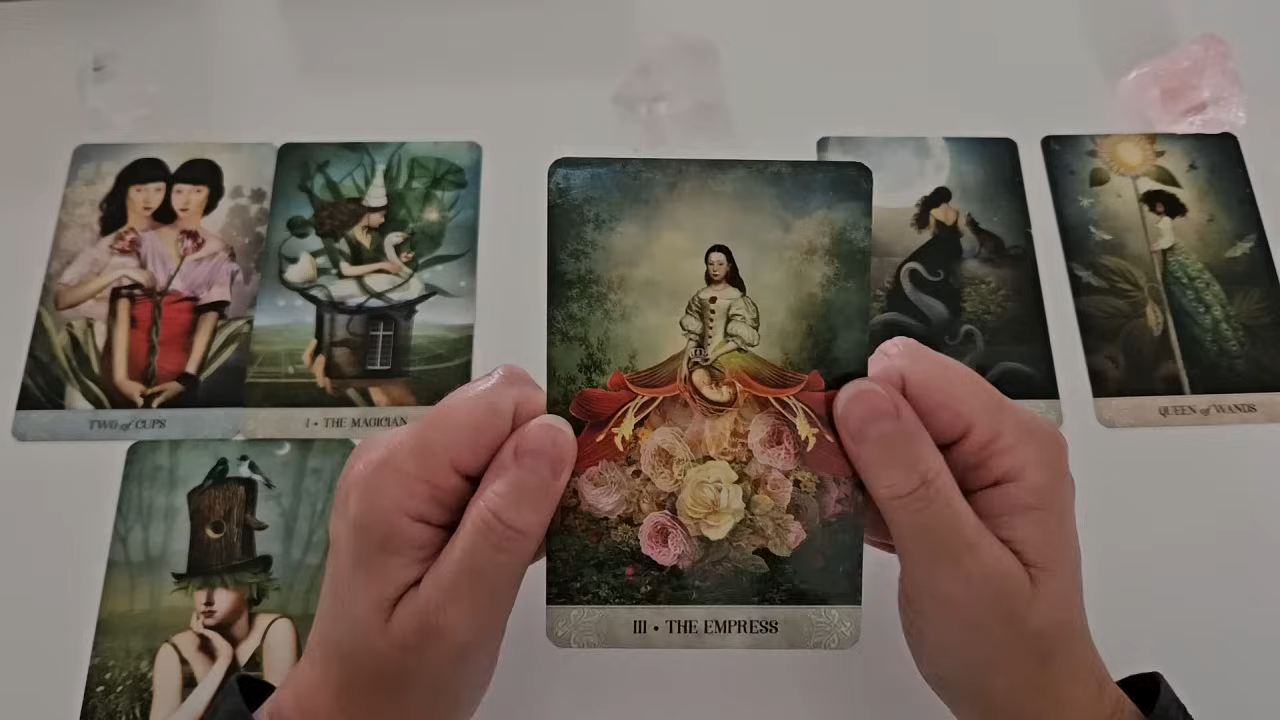 TWO of CUPS
I • THE MAGICIAN
QUEEN of WANDS
III • THE EMPRESS